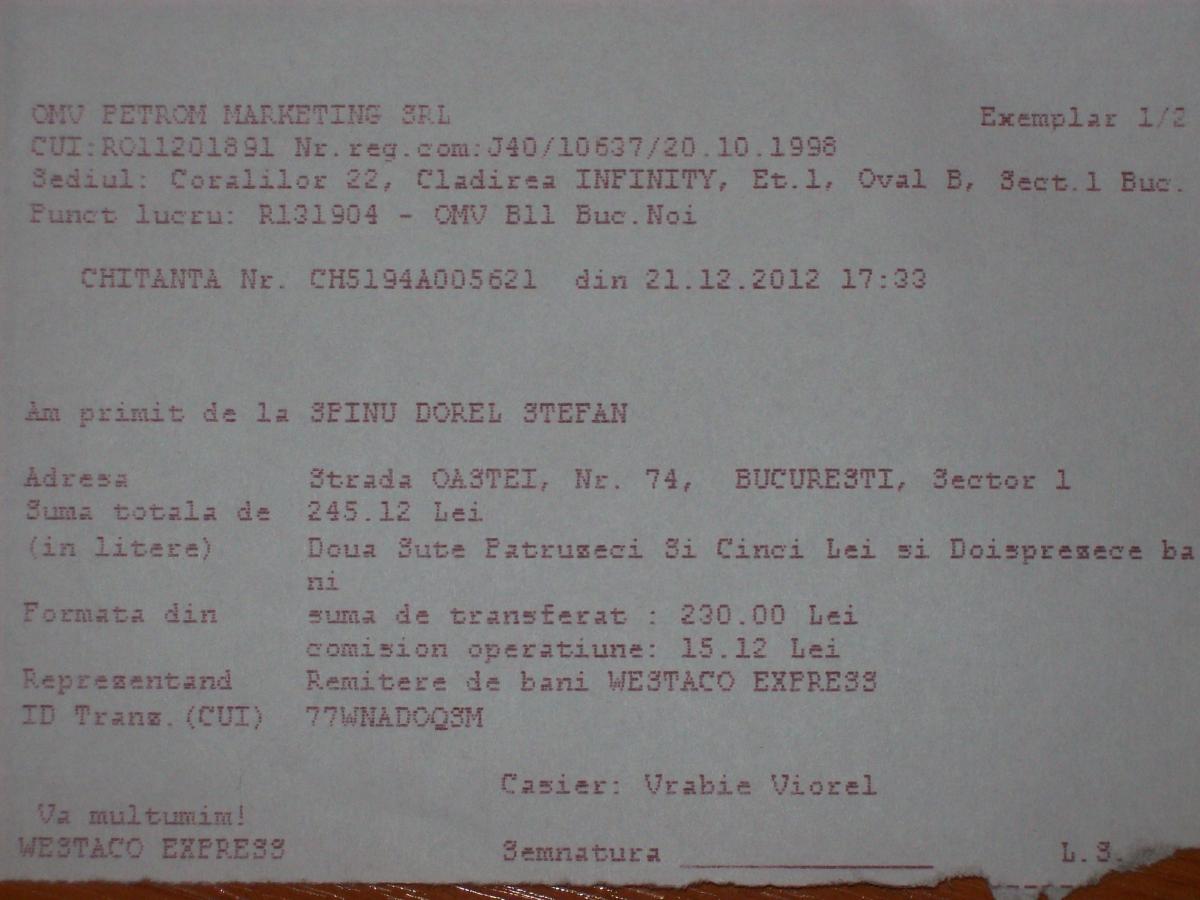 OMV PETROM MARKETING SRL Exemplar 1/2
CUI:RO11201891 Nr.reg.com:J40/10637/20.10.1998
Sediul: Coralilor 22, Cladirea INFINITY, Et.1, Oval B, Sect.1 Buc.
Punct lucru: R131904 - OMV B11 Buc.Noi
CHITANTA Nr. CH5194A005621 din 21.12.2012 17:33
Am primit de la SPINU DOREL STEFAN
Adresa Strada OASTEI, Nr. 74, BUCURESTI, Sector 1
Suma totala de 245.12 Lei
(in litere) Doua Sute Patruzeci Si Cinci Lei si Doisprezece ba
ni
Formata din suma de transferat : 230.00 Lei
comision operatiune: 15.12 Lei
Reprezentand Remitere de bani WESTACO EXPRESS
ID Tranz.(CUI) 77WNADOQSM
Casier: Vrabie Viorel
Va multumim!
WESTACO EXPRESS Semnatura ______________ L.S.